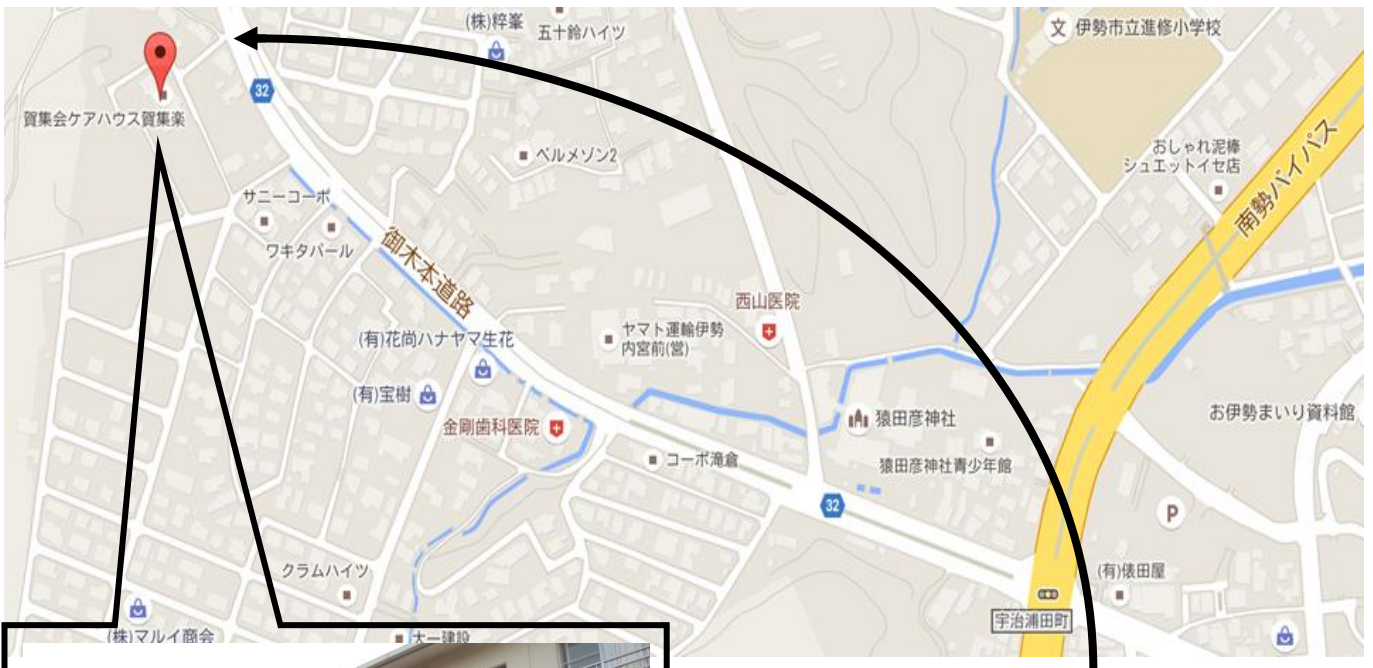 (株)粋峯
五十鈴ハイツ
伊勢市立進修小学校
文
32
賀集会ケアハウス賀集楽
ベルメゾン2
おしゃれ泥棒
シュエットイセ店
南勢バイパス
サニーコーポ
ワキタパール
御木本道路
西山医院
(有)花尚ハナヤマ生花
ヤマト運輸伊勢
内宮前(営)
(有)宝樹
金剛歯科医院
猿田彦神社
お伊勢まいり資料館
コーポ滝倉
猿田彦神社青少年館
32
P
クラムハイツ
(有)俵田屋
宇治浦田町
(株)マルイ商会
大一建設